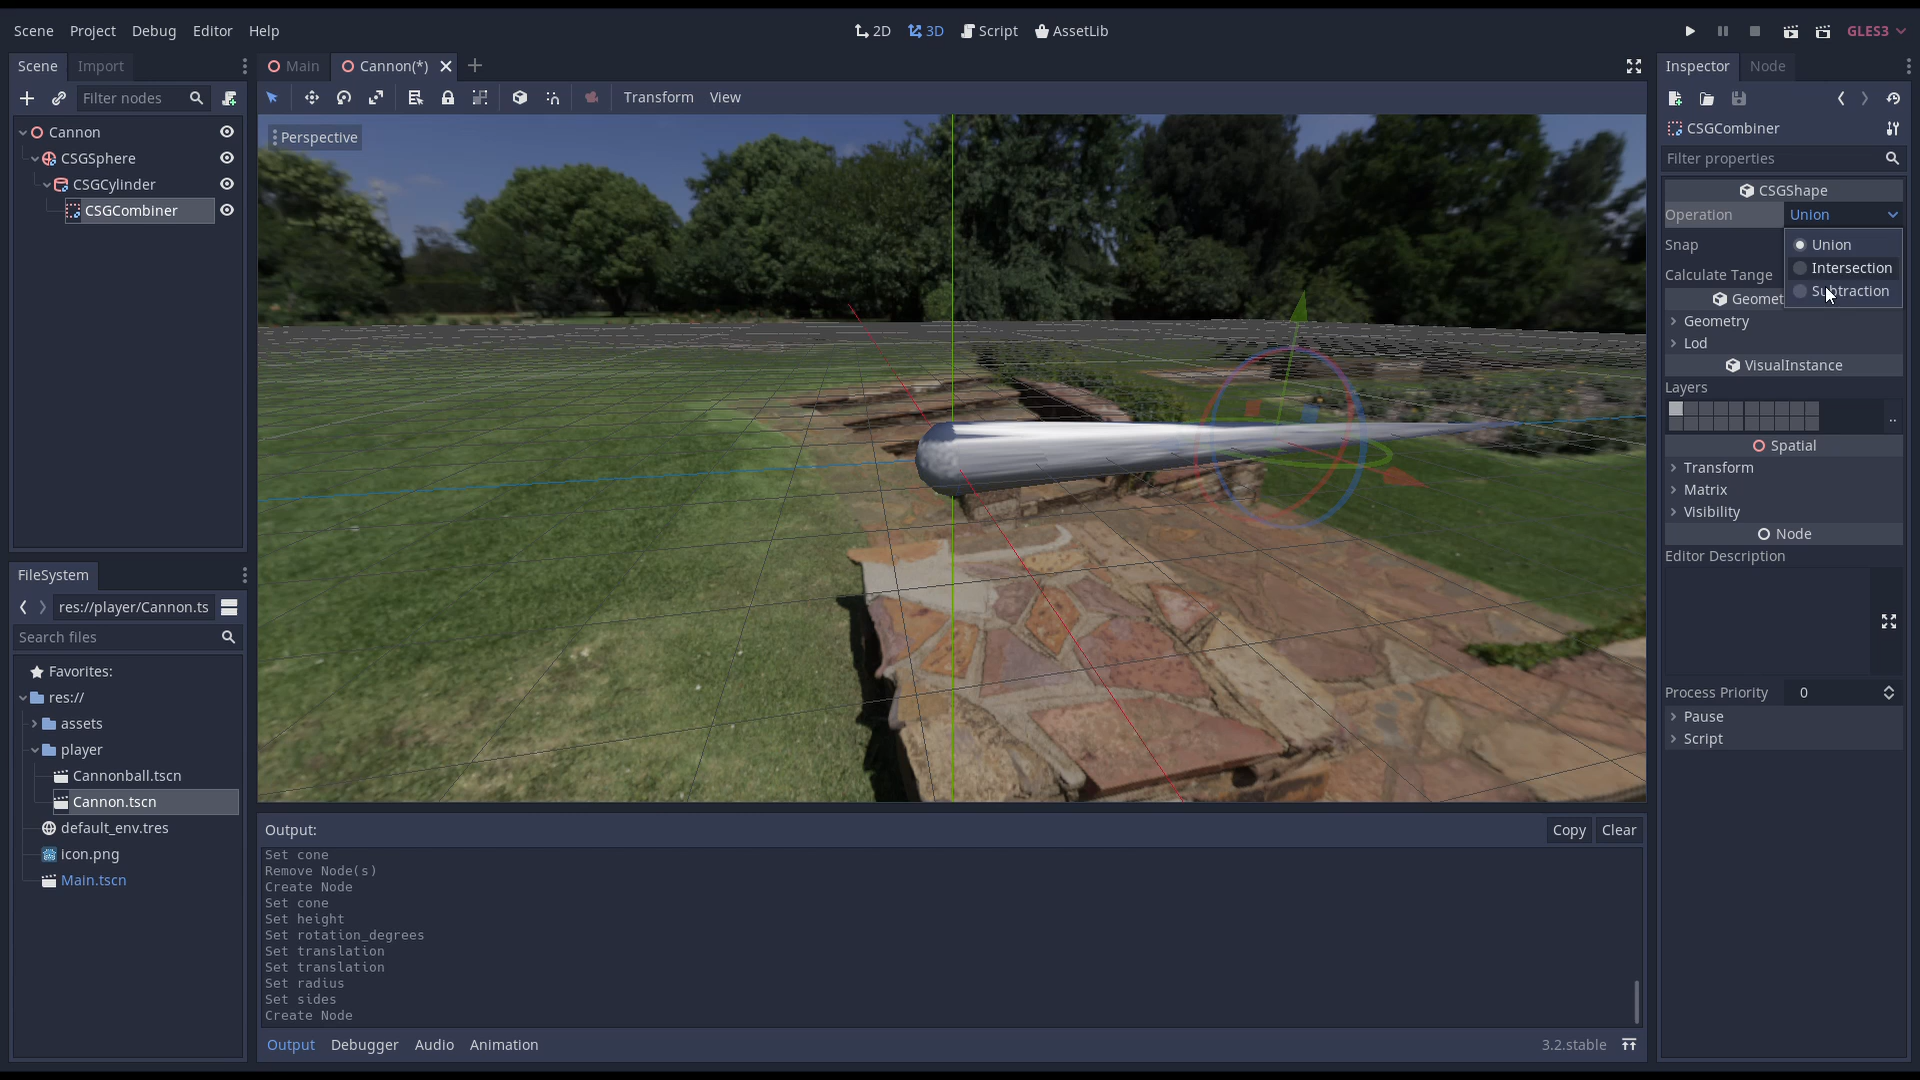 Scene Project Debug Editor Help
2D 3D Script AssetLib
GLES3
Scene Import
Filter nodes
Cannon
CSGSphere
CSGCylinder
CSGCombiner
FileSystem
res://player/Cannon.ts
Search files
Favorites:
res://
assets
player
Cannonball.tscn
Cannon.tscn
default_env.tres
icon.png
Main.tscn
Main Cannon(*)
Transform View
Perspective
Output:
Copy Clear
Set cone
Remove Node(s)
Create Node
Set cone
Set height
Set rotation_degrees
Set translation
Set translation
Set radius
Set sides
Create Node
Output Debugger Audio Animation
3.2.stable
Inspector Node
CSGCombiner
Filter properties
CSGShape
Operation Union
Union
Snap
Intersection
Calculate Tange
Subtraction
Geomet
Geometry
Lod
VisualInstance
Layers
..
Spatial
Transform
Matrix
Visibility
Node
Editor Description
Process Priority 0
Pause
Script